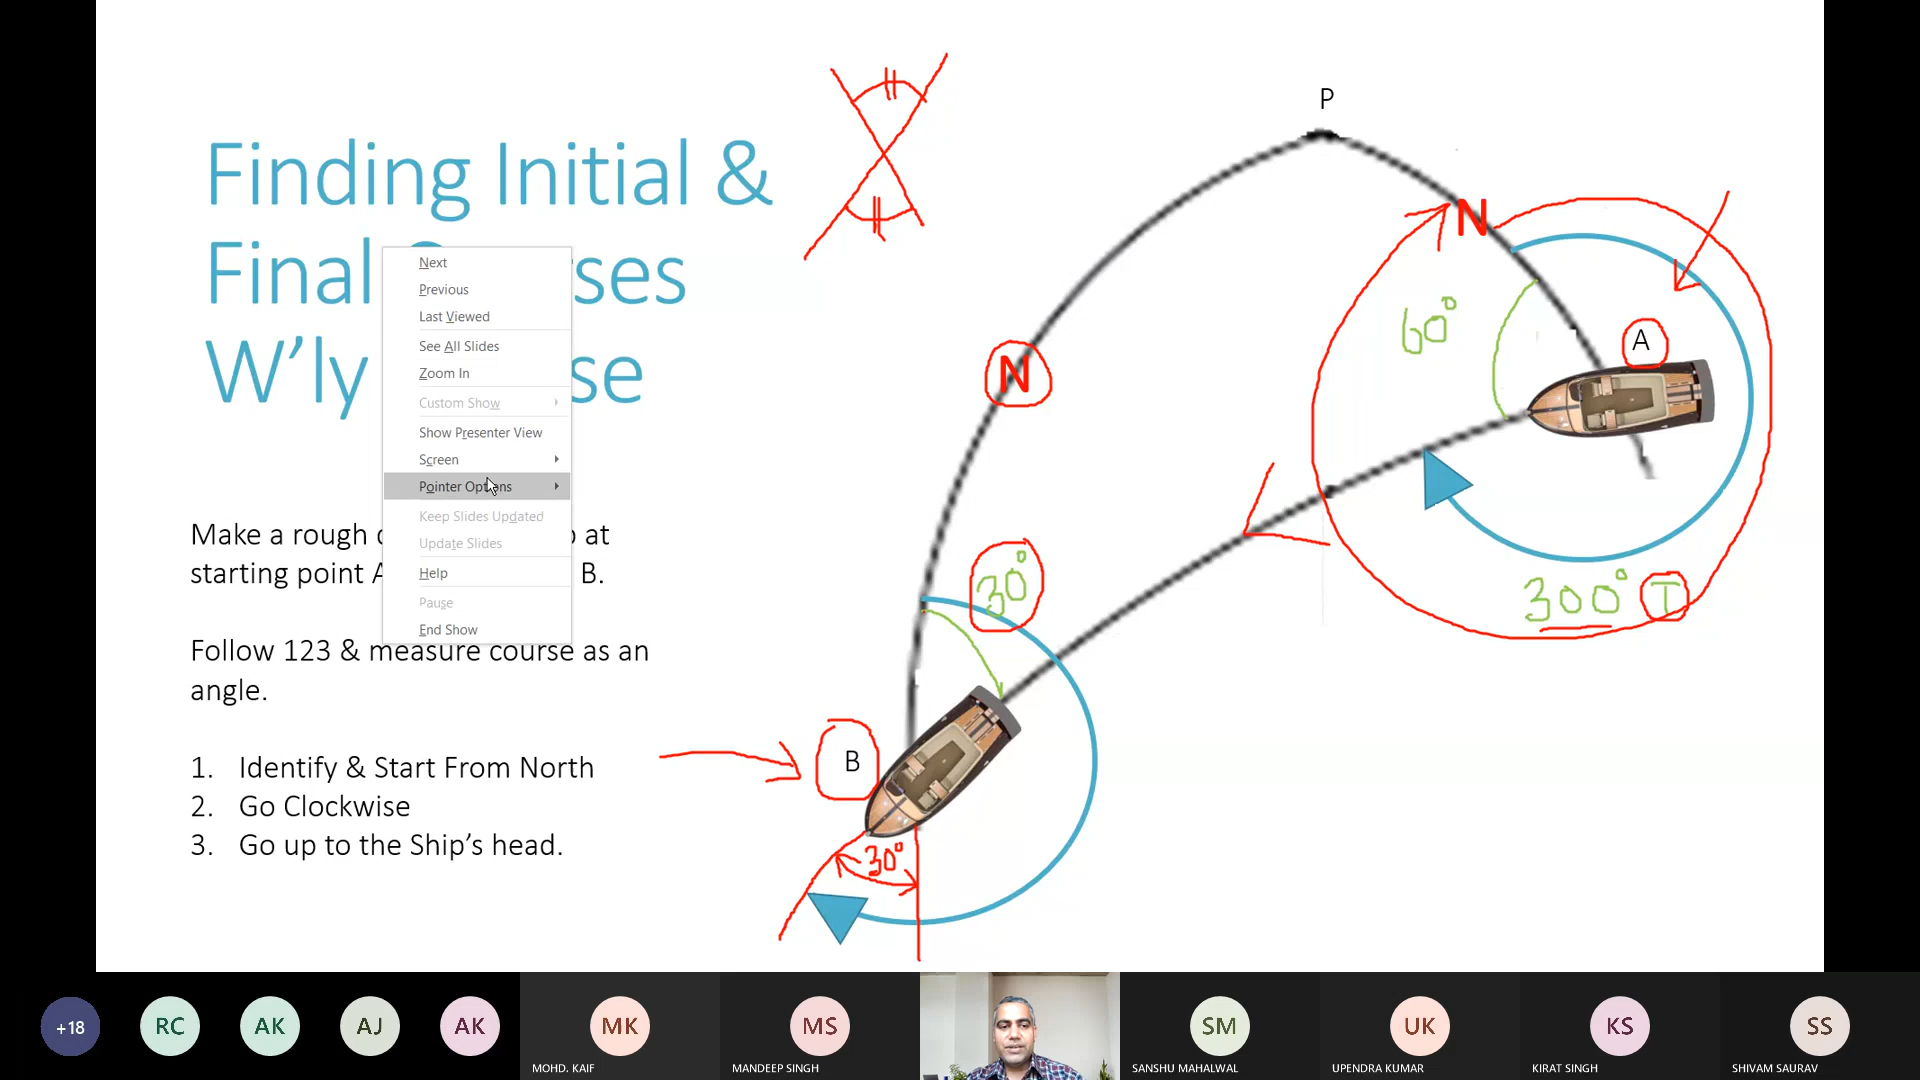 Finding Initial &
Final
ses
W'ly
se
Next
Previous
Last Viewed
See All Slides
Zoom In
Custom Show
Show Presenter View
Screen
Pointer Options
Keep Slides Updated
Update Slides
Help
Pause
End Show
Make a rough
at
starting point A
B.
Follow 123 & measure course as an
angle.
1. Identify & Start From North
2. Go Clockwise
3. Go up to the Ship's head.
P
N
A
60°
N
30°
300° T
B
30°
+18
RC
AK
AJ
AK
MK
MOHD. KAIF
MS
MANDEEP SINGH
SM
SANSHU MAHALWAL
UK
UPENDRA KUMAR
KS
KIRAT SINGH
SS
SHIVAM SAURAV